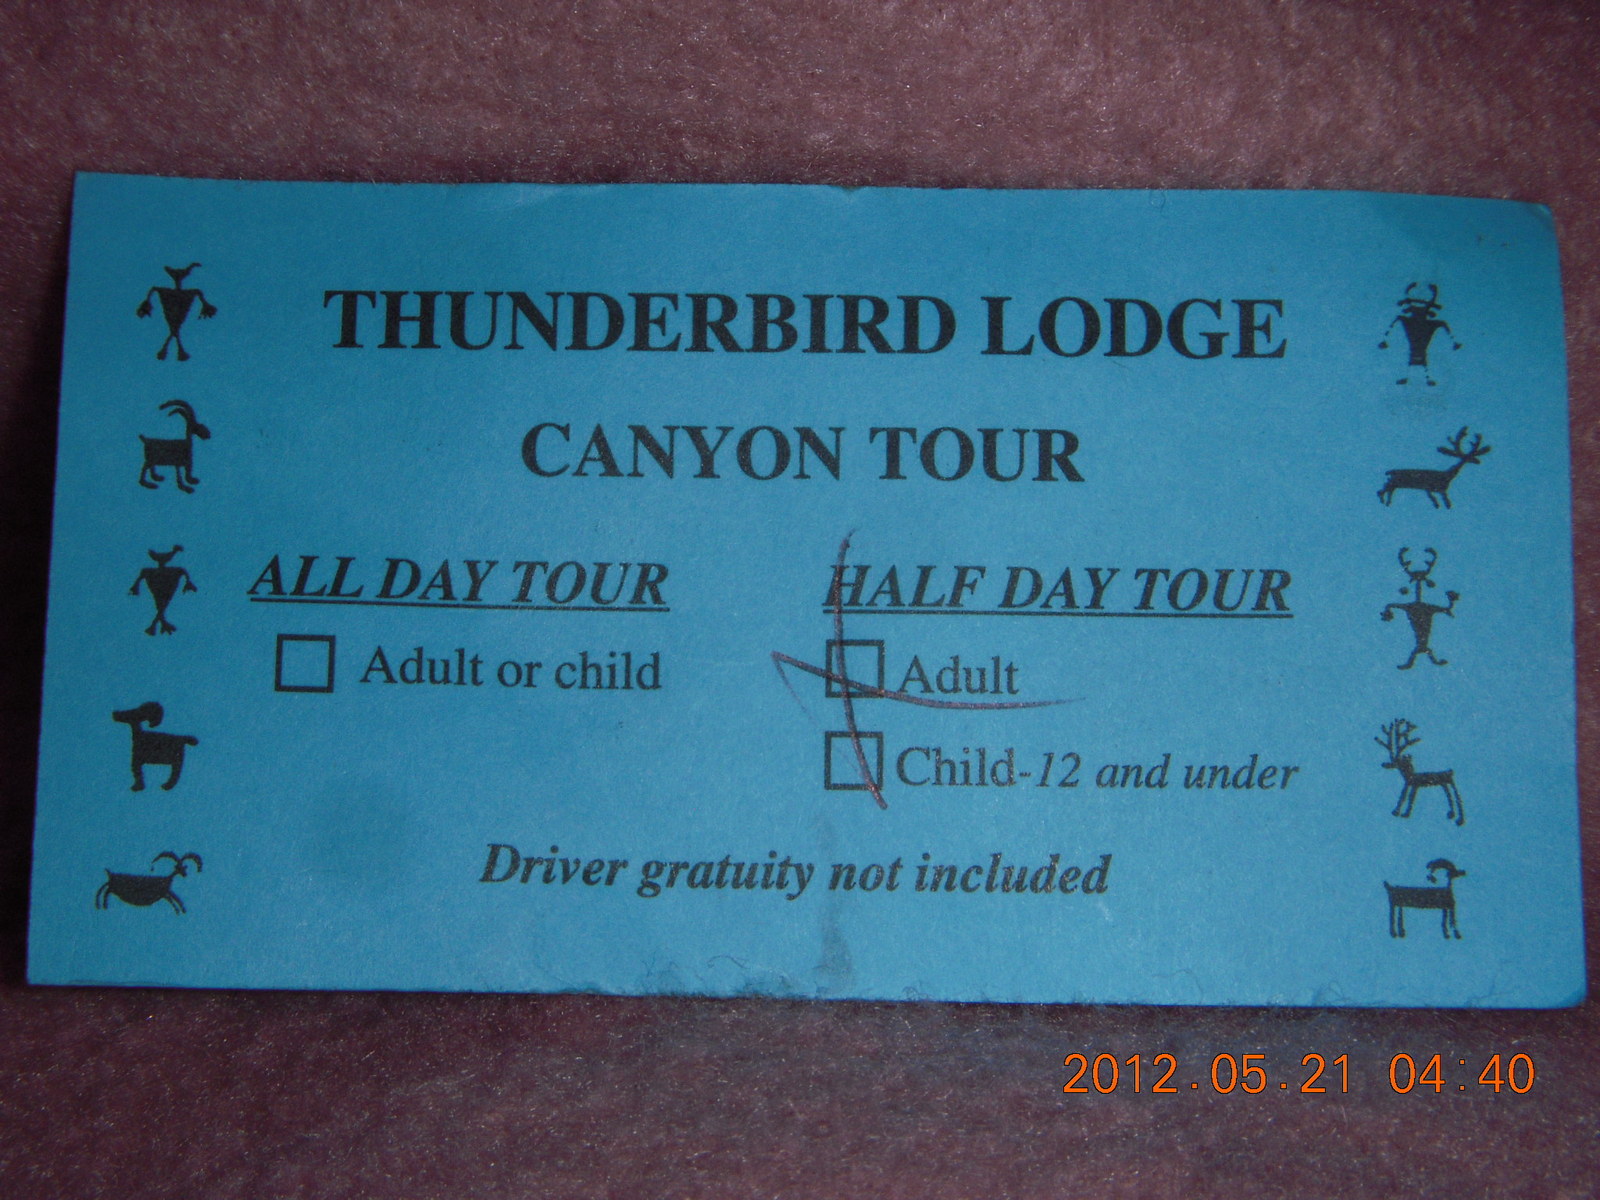 THUNDERBIRD LODGE
CANYON TOUR
ALL DAY TOUR
Adult or child
HALF DAY TOUR
Adult
Child-12 and under
Driver gratuity not included
2012.05.21 04:40